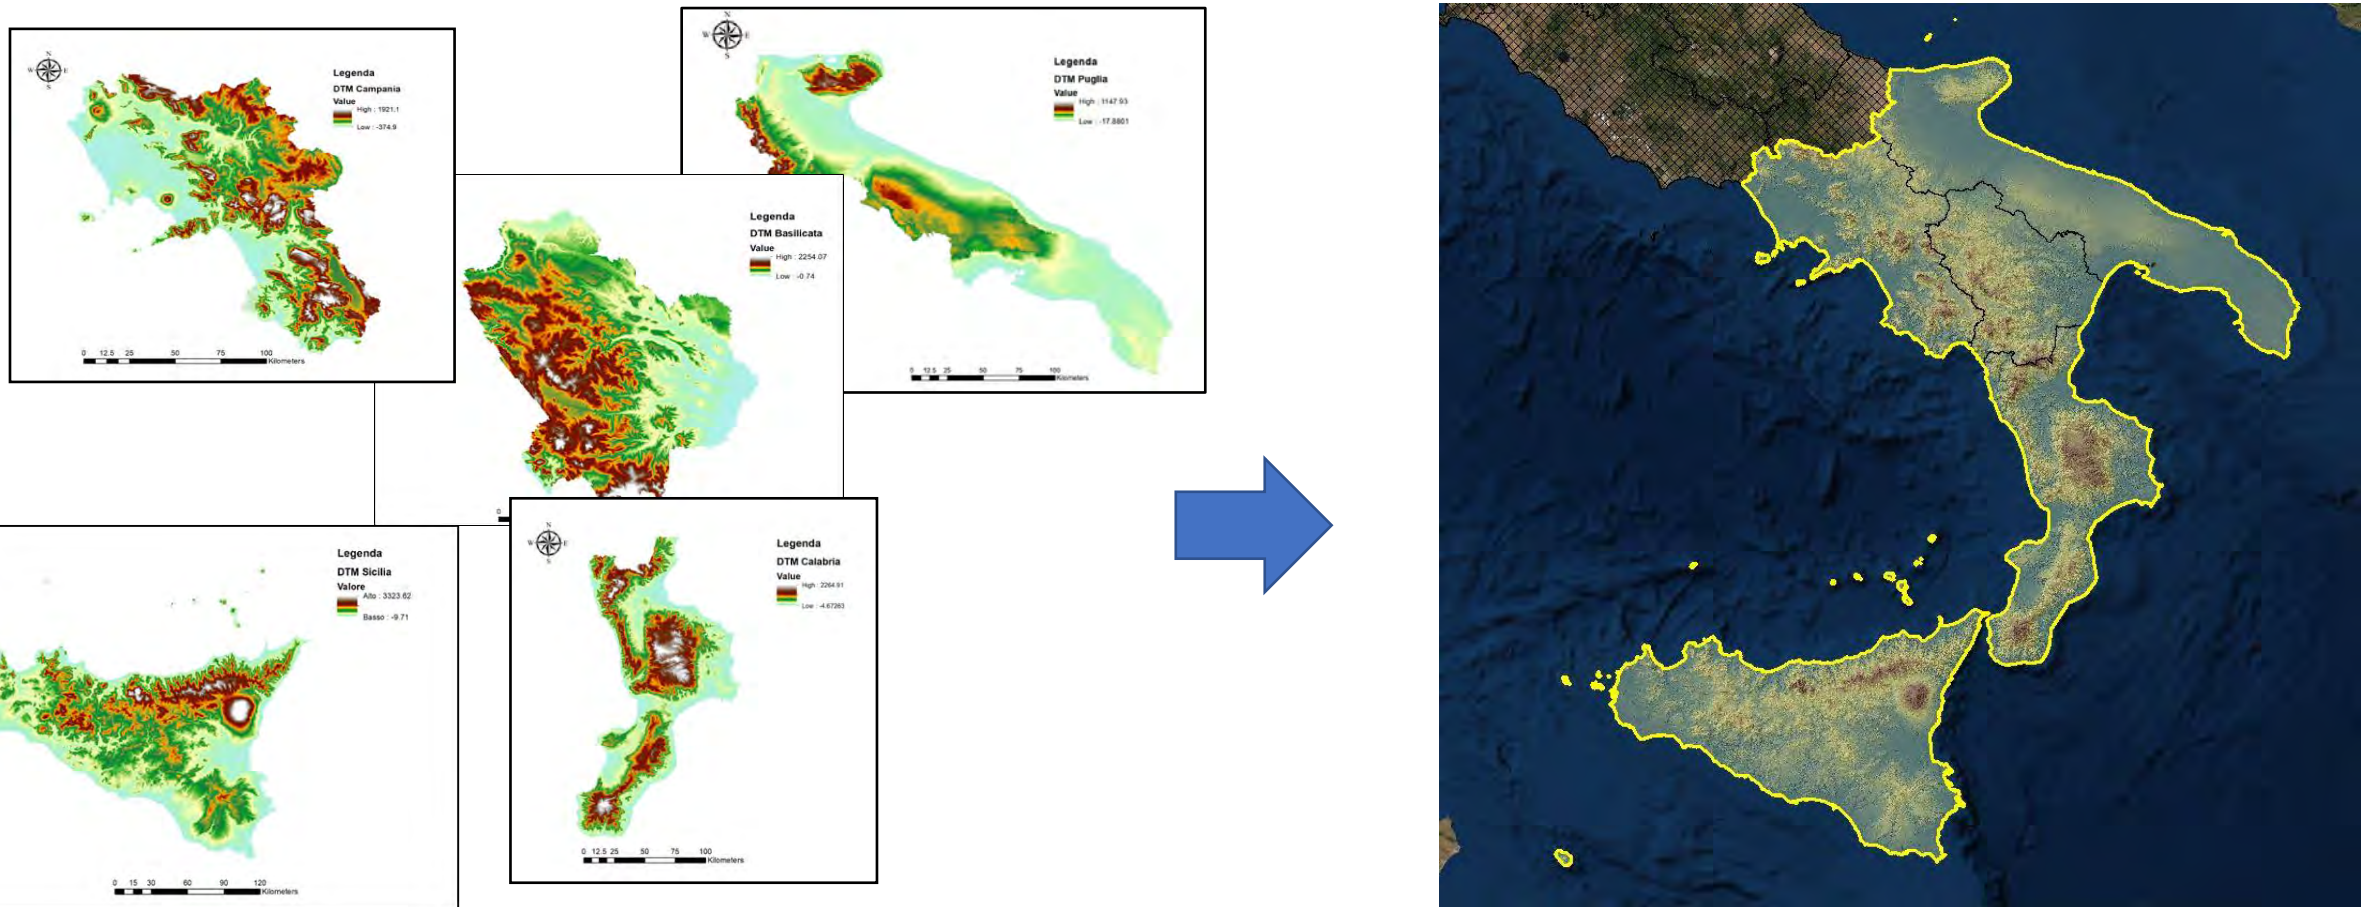 N
W E
S
Legenda
DTM Campania
Value
High : 1921.1
Low : -374.9
0 12.5 25 50 75 100
Kilometers
N
W E
S
Legenda
DTM Puglia
Value
High : 1147.93
Low : -17.8801
0 12.5 25 50 75 100
Kilometers
Legenda
DTM Basilicata
Value
High : 2254.07
Low : -0.74
0
Legenda
DTM Sicilia
Valore
Alto : 3323.62
Basso : -9.71
0 15 30 60 90 120
Kilometers
N
W E
S
Legenda
DTM Calabria
Value
High : 2264.91
Low : -4.67263
0 12.5 25 50 75 100
Kilometers